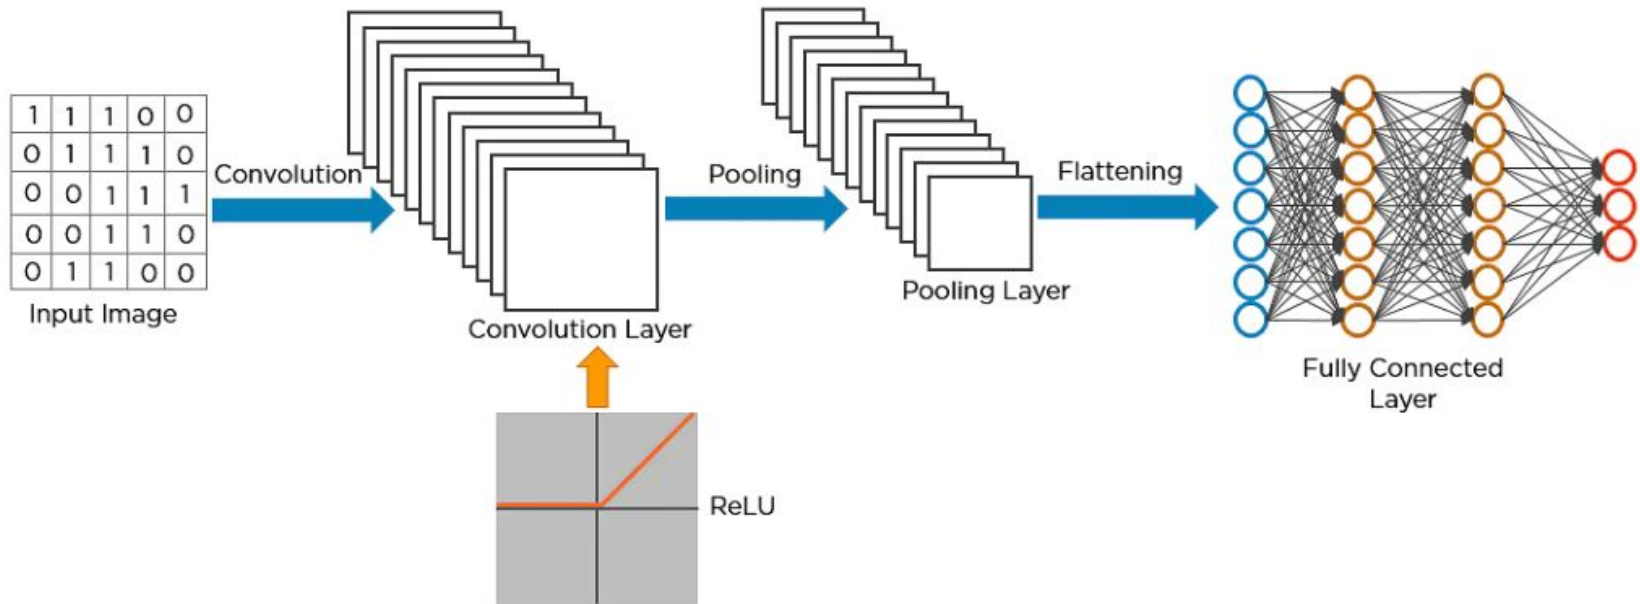 1 1 1 0 0
0 1 1 1 0
0 0 1 1 1
0 0 1 1 0
0 1 1 0 0
Input Image
Convolution
Convolution Layer
ReLU
Pooling
Pooling Layer
Flattening
Fully Connected
Layer